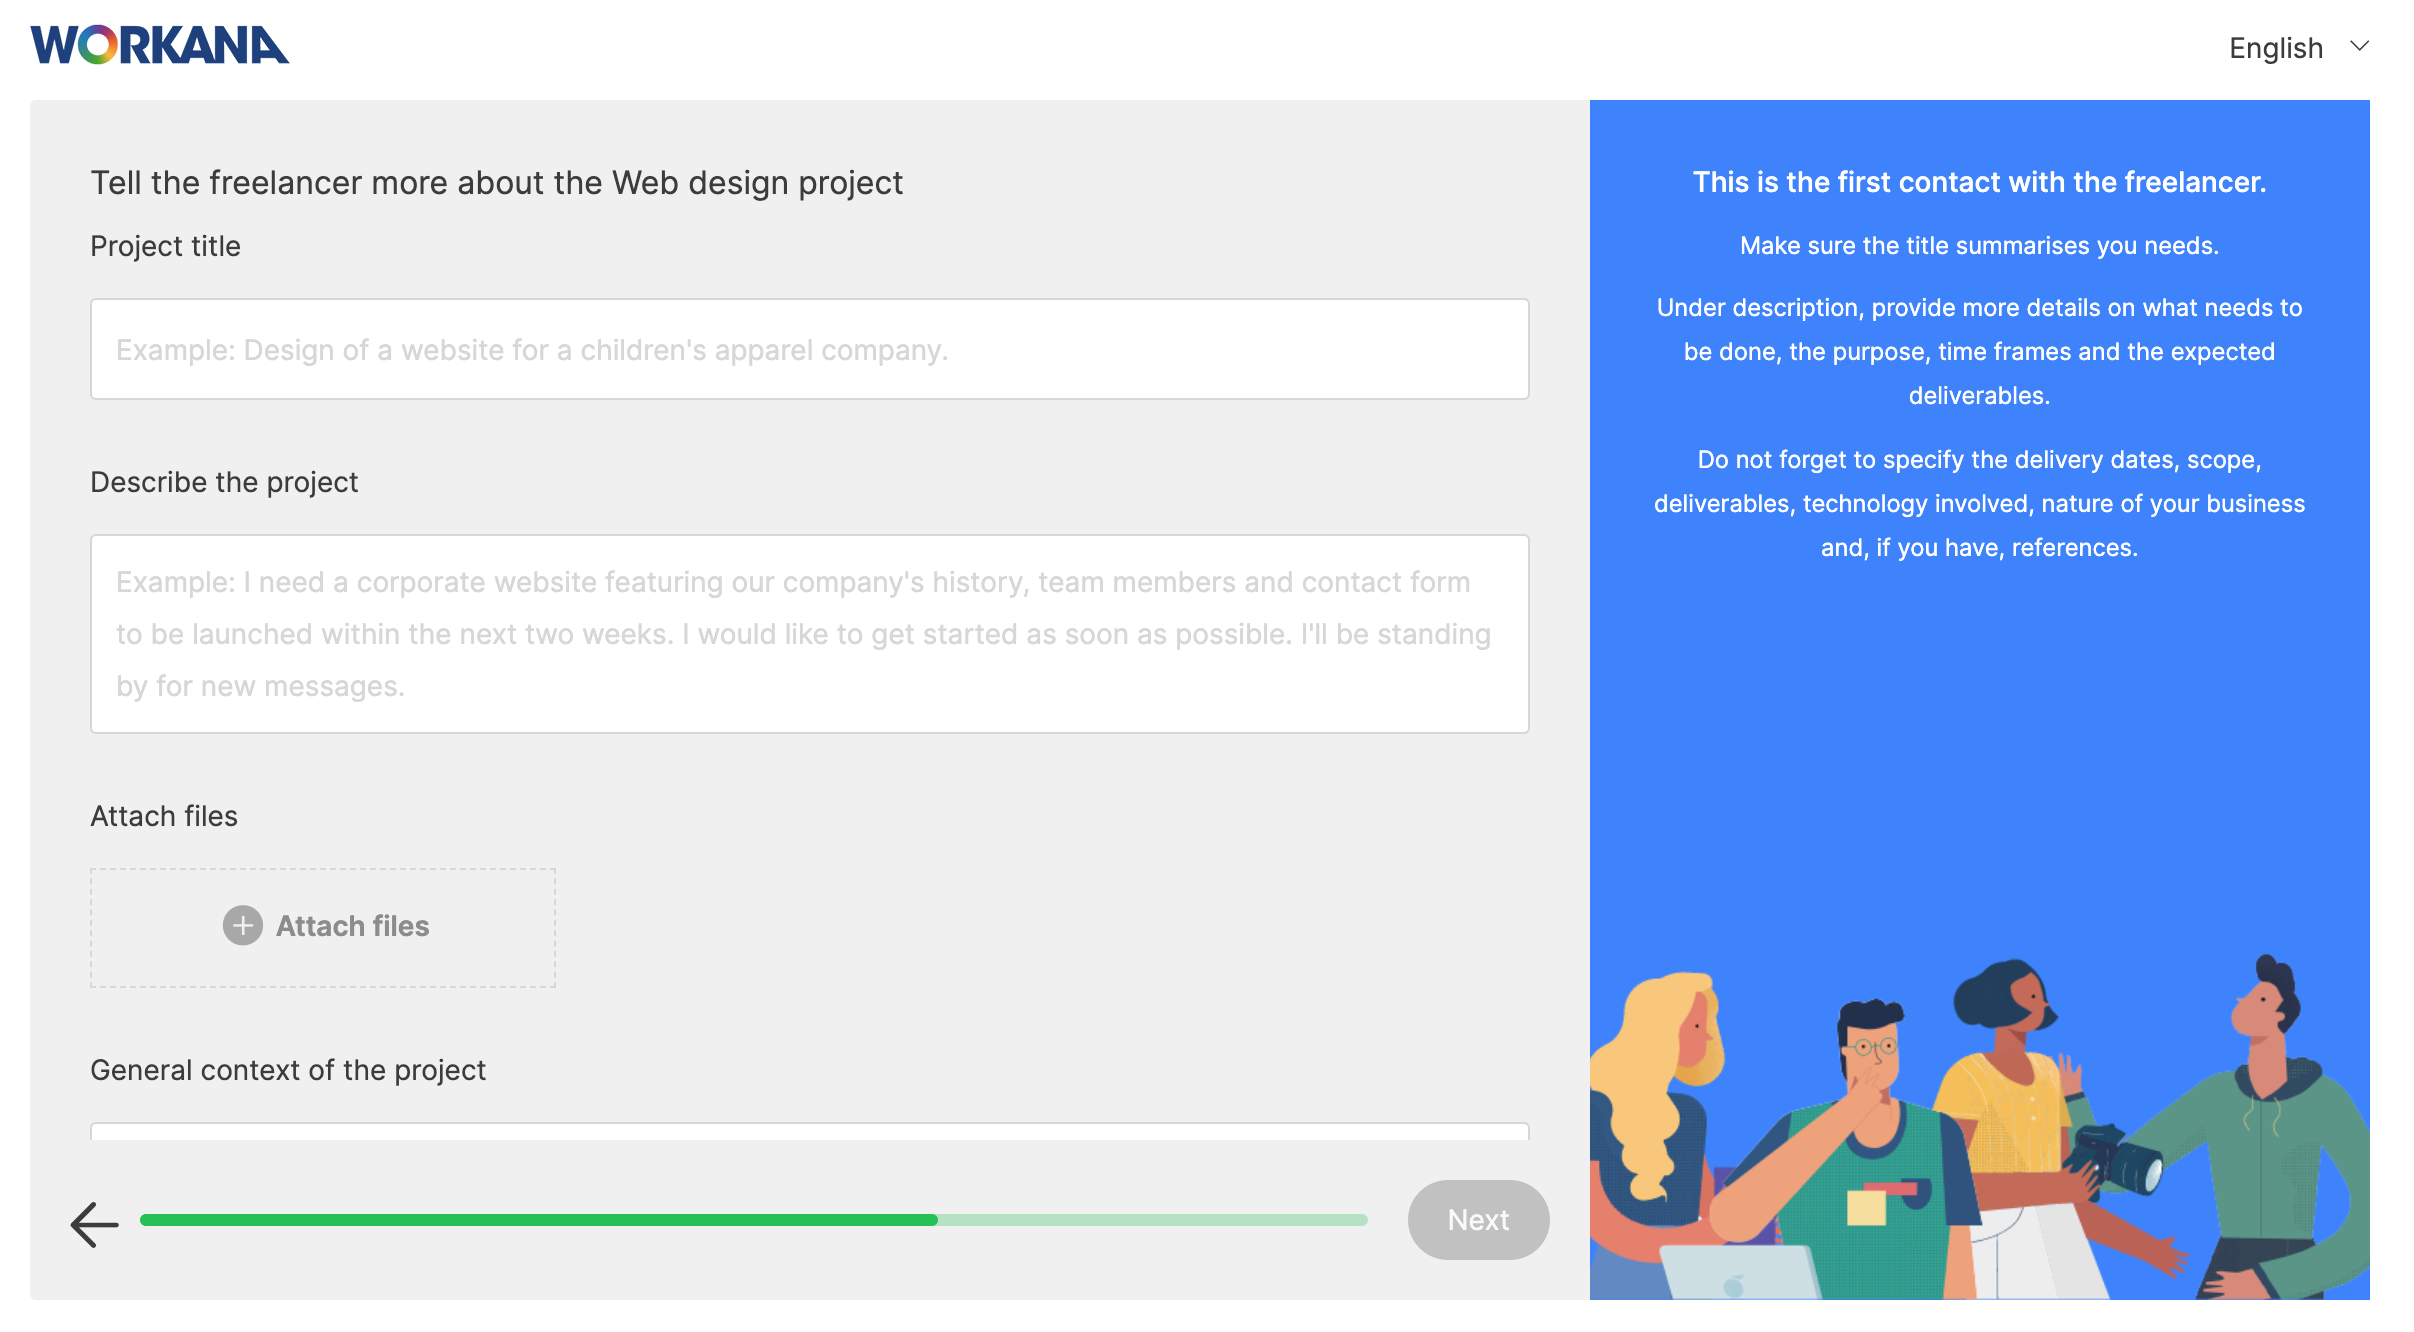 WORKANA
English
Tell the freelancer more about the Web design project
Project title
Example: Design of a website for a children's apparel company.
Describe the project
Example: I need a corporate website featuring our company's history, team members and contact form
to be launched within the next two weeks. I would like to get started as soon as possible. I'll be standing
by for new messages.
Attach files
Attach files
General context of the project
Next
This is the first contact with the freelancer.
Make sure the title summarises you needs.
Under description, provide more details on what needs to
be done, the purpose, time frames and the expected
deliverables.
Do not forget to specify the delivery dates, scope,
deliverables, technology involved, nature of your business
and, if you have, references.